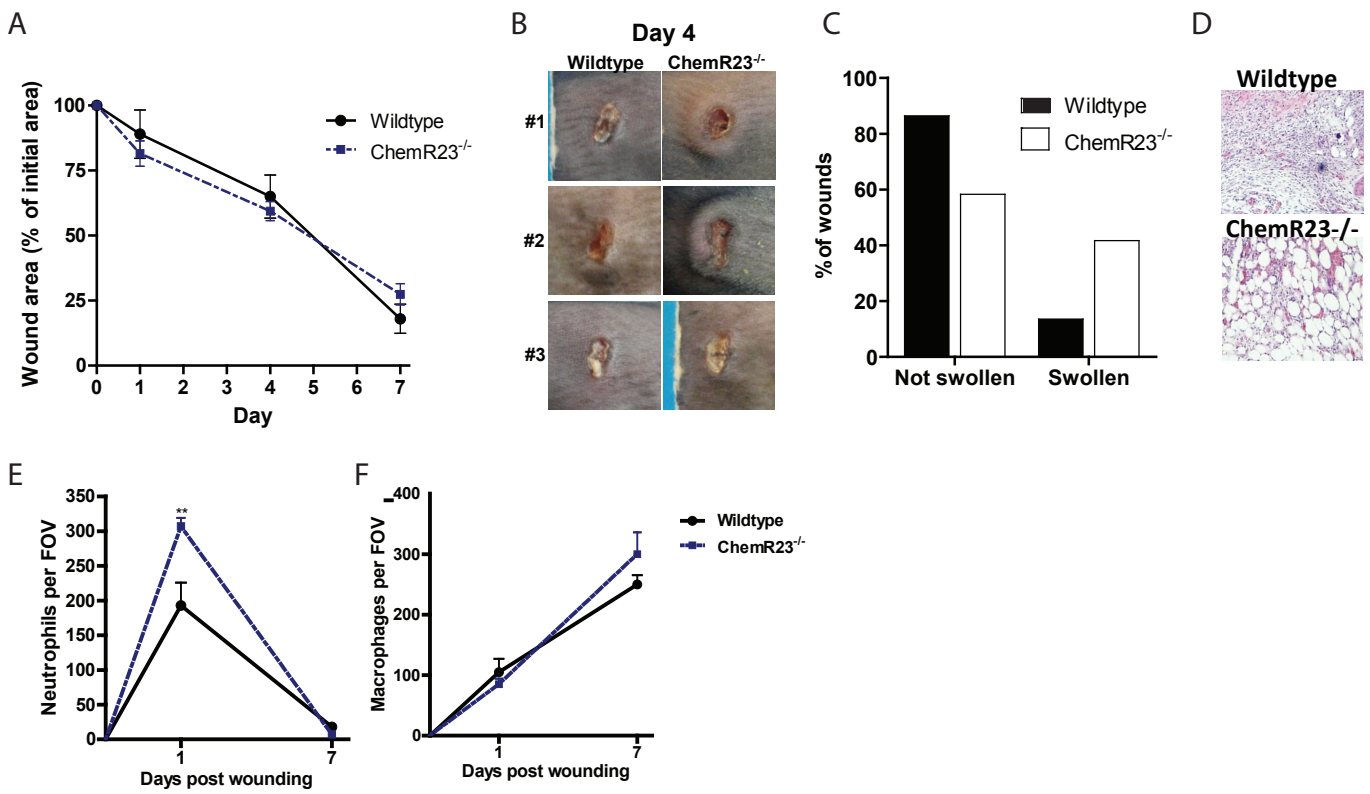 A
Wound area (% of initial area)
100
75
50
25
0
0 1 2 3 4 5 6 7
Day
Wildtype
ChemR23-/-
B
Day 4
Wildtype ChemR23-/-
#1
#2
#3
C
% of wounds
100
80
60
40
20
0
Not swollen Swollen
Wildtype
ChemR23-/-
D
Wildtype
ChemR23-/-
E
Neutrophils per FOV
350
300
250
200
150
100
50
0
**
1 7
Days post wounding
F
Macrophages per FOV
400
300
200
100
0
1 7
Days post wounding
Wildtype
ChemR23-/-